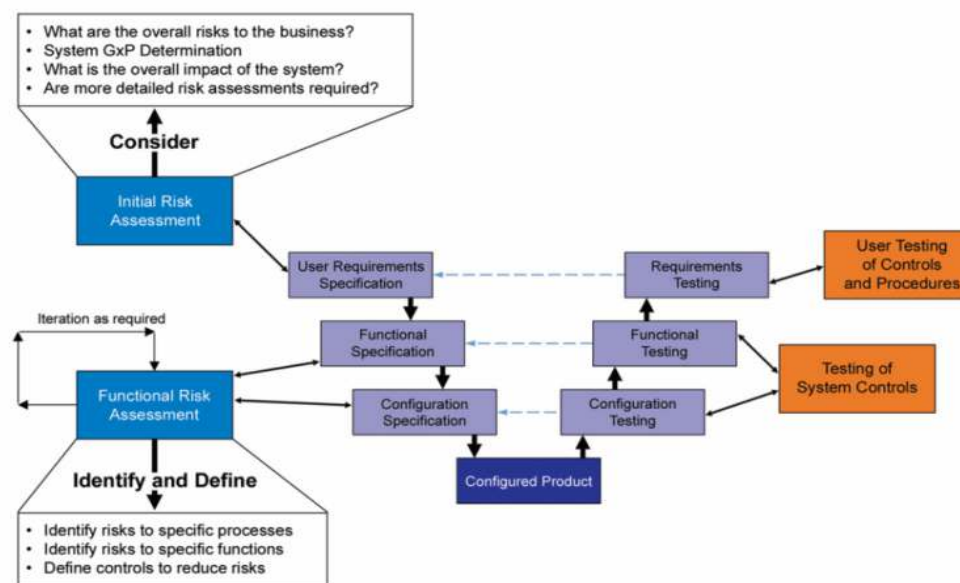 • What are the overall risks to the business?
• System GxP Determination
• What is the overall impact of the system?
• Are more detailed risk assessments required?
Consider
Initial Risk
Assessment
User Requirements
Specification
Requirements
Testing
User Testing
of Controls
and Procedures
Iteration as required
Functional
Specification
Functional
Testing
Functional Risk
Assessment
Configuration
Specification
Configuration
Testing
Testing of
System Controls
Configured Product
Identify and Define
• Identify risks to specific processes
• Identify risks to specific functions
• Define controls to reduce risks